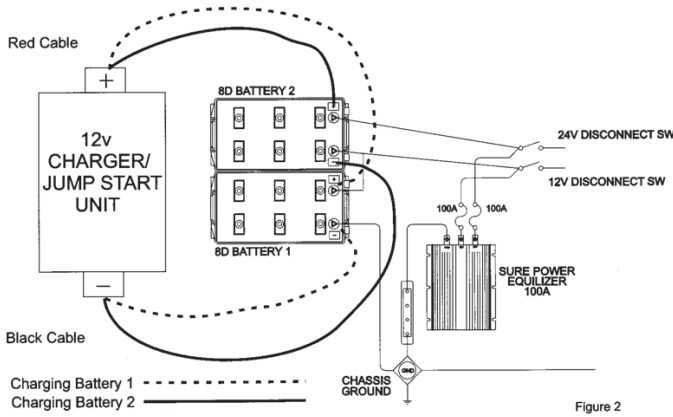 Red Cable
+
12v
CHARGER/
JUMP START
UNIT
−
Black Cable
8D BATTERY 2
+
−
+
−
8D BATTERY 1
24V DISCONNECT SW
12V DISCONNECT SW
100A
100A
SURE POWER
EQUILIZER
100A
GND
CHASSIS
GROUND
Charging Battery 1
Charging Battery 2
Figure 2